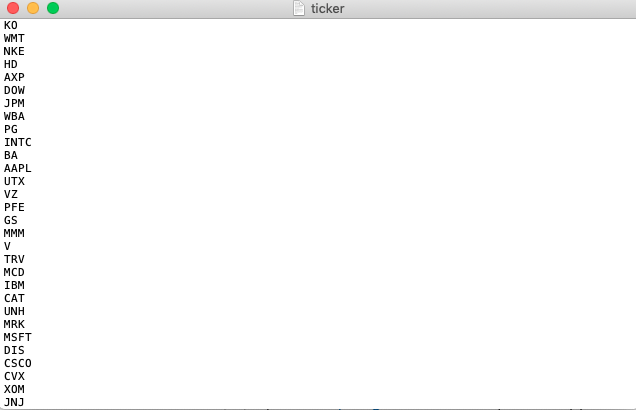 ticker
KO
WMT
NKE
HD
AXP
DOW
JPM
WBA
PG
INTC
BA
AAPL
UTX
VZ
PFE
GS
MMM
V
TRV
MCD
IBM
CAT
UNH
MRK
MSFT
DIS
CSCO
CVX
XOM
JNJ